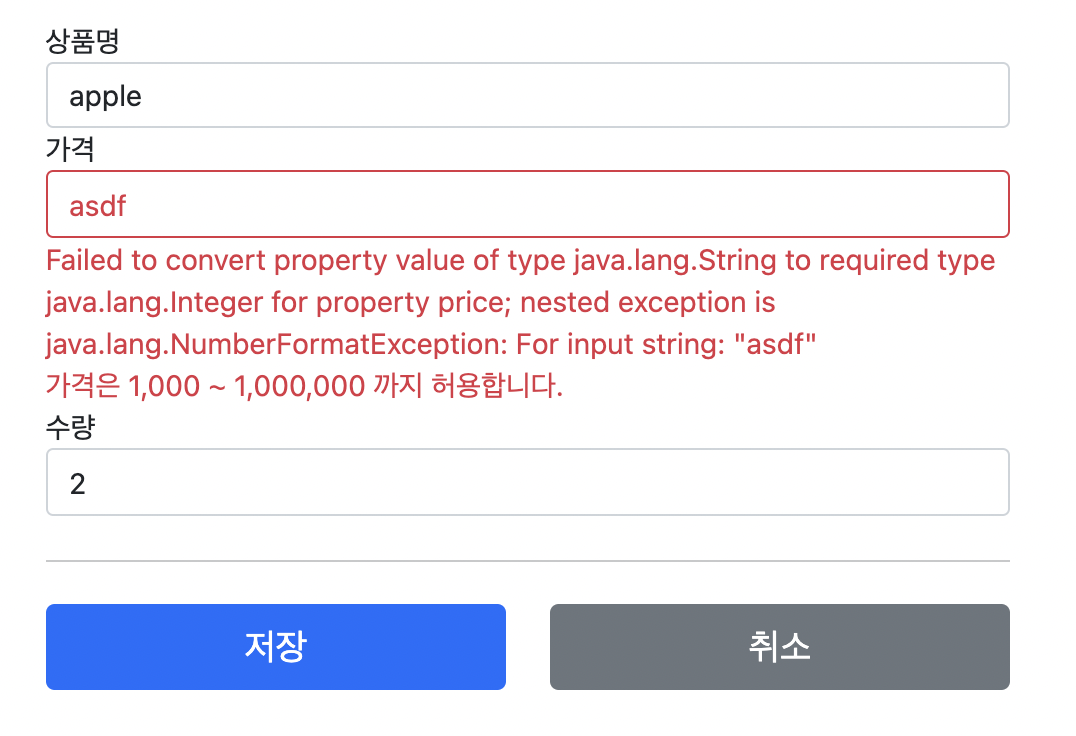 상품명
apple
가격
asdf
Failed to convert property value of type java.lang.String to required type
java.lang.Integer for property price; nested exception is
java.lang.NumberFormatException: For input string: "asdf"
가격은 1,000 ~ 1,000,000 까지 허용합니다.
수량
2
저장
취소